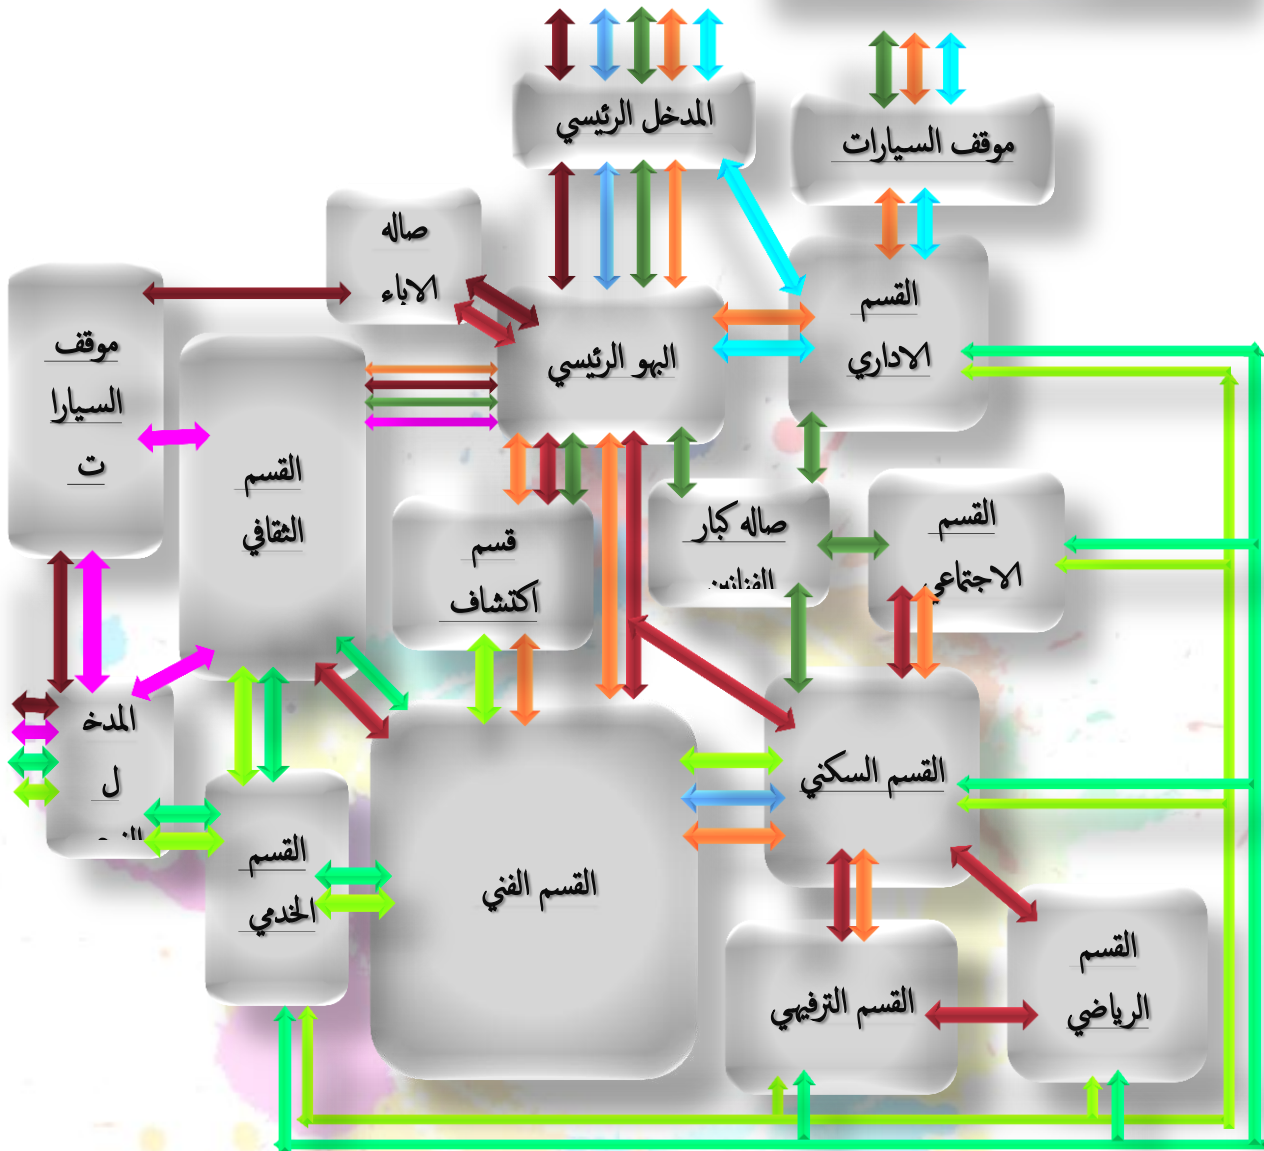 المدخل الرئيسي
موقف السيارات
صاله
الاباء
القسم
الاداري
موقف
السيارا
ت
البهو الرئيسي
القسم
الثقافي
صاله كبار
الفنانين
القسم
الاجتماعي
قسم
اكتشاف
المدخ
ل
القسم السكني
القسم
الخدمي
القسم الفني
القسم الترفيهي
القسم
الرياضي